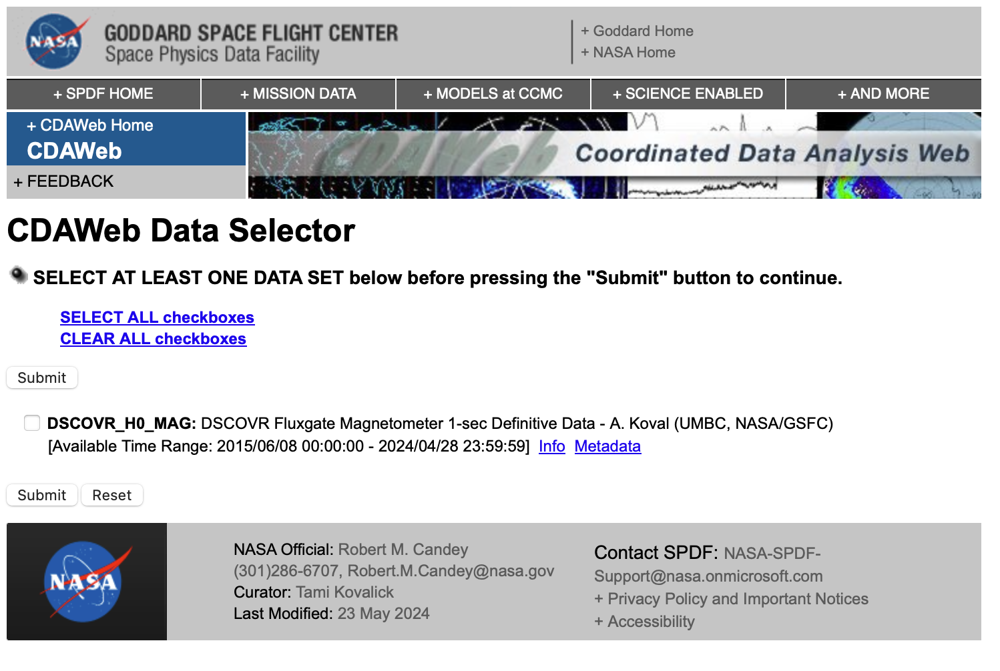 NASA
GODDARD SPACE FLIGHT CENTER
Space Physics Data Facility
+ Goddard Home
+ NASA Home
+ SPDF HOME
+ MISSION DATA
+ MODELS at CCMC
+ SCIENCE ENABLED
+ AND MORE
+ CDAWeb Home
CDAWeb
+ FEEDBACK
CDAWeb
Coordinated Data Analysis Web
CDAWeb Data Selector
SELECT AT LEAST ONE DATA SET below before pressing the "Submit" button to continue.
SELECT ALL checkboxes
CLEAR ALL checkboxes
Submit
DSCOVR_H0_MAG: DSCOVR Fluxgate Magnetometer 1-sec Definitive Data - A. Koval (UMBC, NASA/GSFC)
[Available Time Range: 2015/06/08 00:00:00 - 2024/04/28 23:59:59] Info Metadata
Submit Reset
NASA
NASA Official: Robert M. Candey
(301)286-6707, Robert.M.Candey@nasa.gov
Curator: Tami Kovalick
Last Modified: 23 May 2024
Contact SPDF: NASA-SPDF-
Support@nasa.onmicrosoft.com
+ Privacy Policy and Important Notices
+ Accessibility